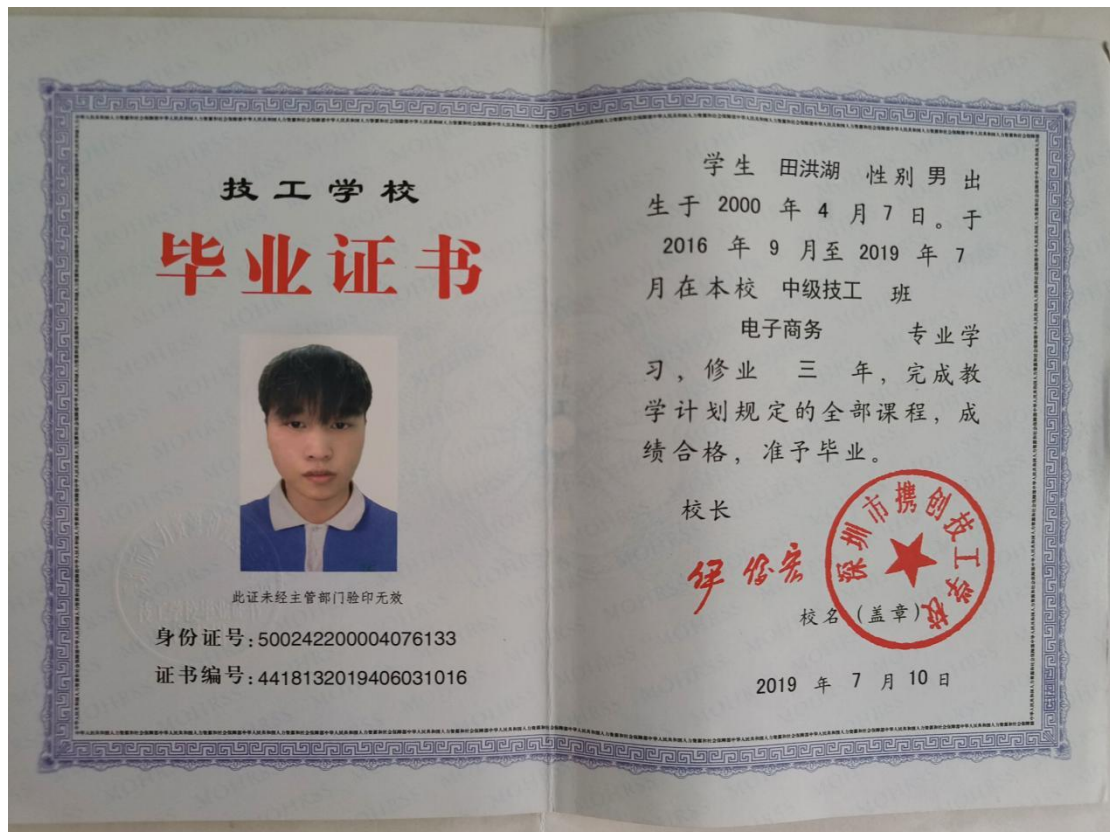 技工学校
毕业证书
此证未经主管部门验印无效
身份证号:500242200004076133
证书编号:4418132019406031016
学生 田洪湖 性别 男 出
生于 2000 年 4 月 7 日。于
2016 年 9 月至 2019 年 7
月在本校 中级技工 班
电子商务 专业学
习，修业 三 年，完成教
学计划规定的全部课程，成
绩合格，准予毕业。
校长
深圳市携创技工学校
校名（盖章）
2019 年 7 月 10 日
MOHRSS